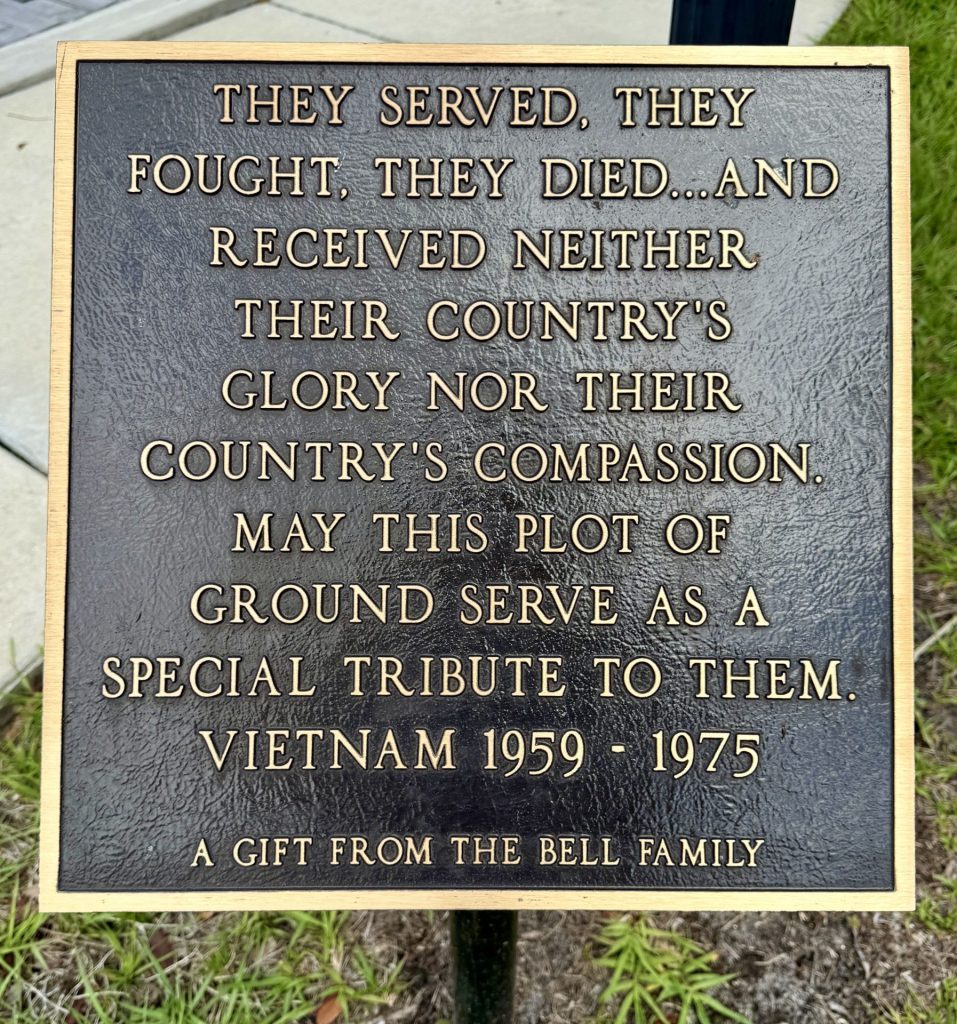 THEY SERVED, THEY
FOUGHT, THEY DIED...AND
RECEIVED NEITHER
THEIR COUNTRY'S
GLORY NOR THEIR
COUNTRY'S COMPASSION.
MAY THIS PLOT OF
GROUND SERVE AS A
SPECIAL TRIBUTE TO THEM.
VIETNAM 1959 - 1975
A GIFT FROM THE BELL FAMILY